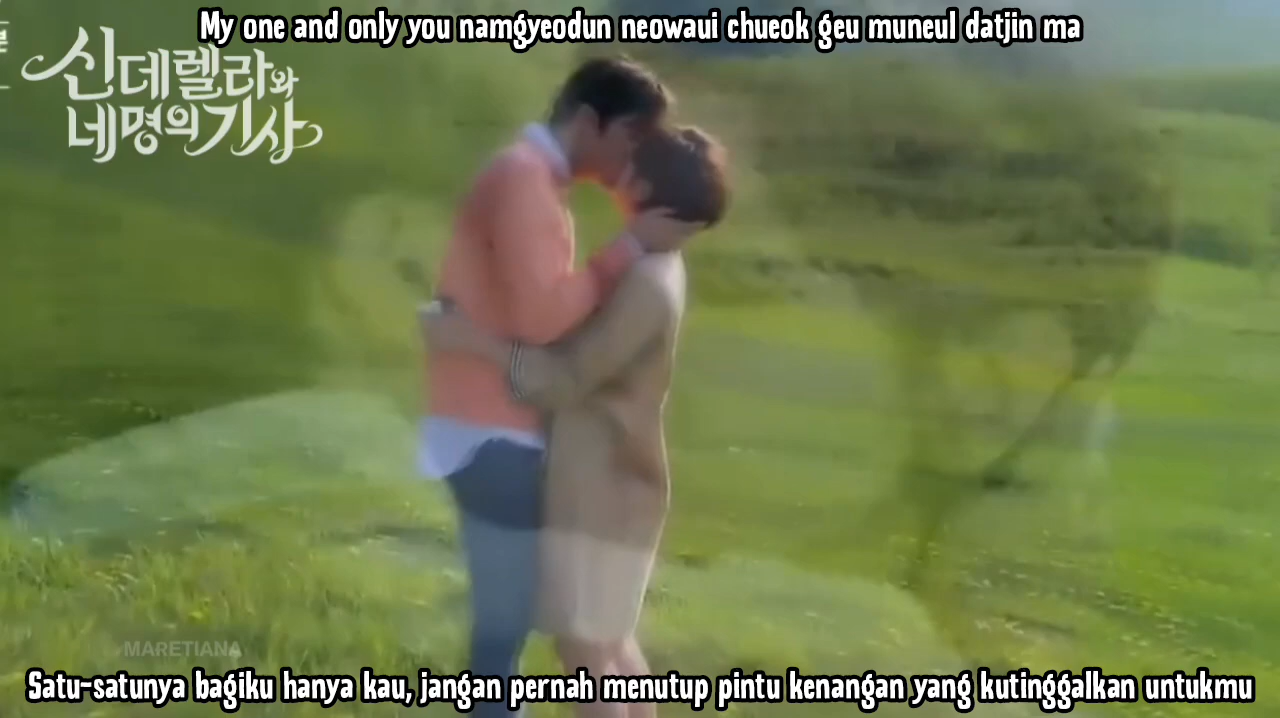 My one and only you namgyeodun neowaui chueok geu muneul datjin ma
신데렐라와
네명의기사
MARETIANA
Satu-satunya bagiku hanya kau, jangan pernah menutup pintu kenangan yang kutinggalkan untukmu